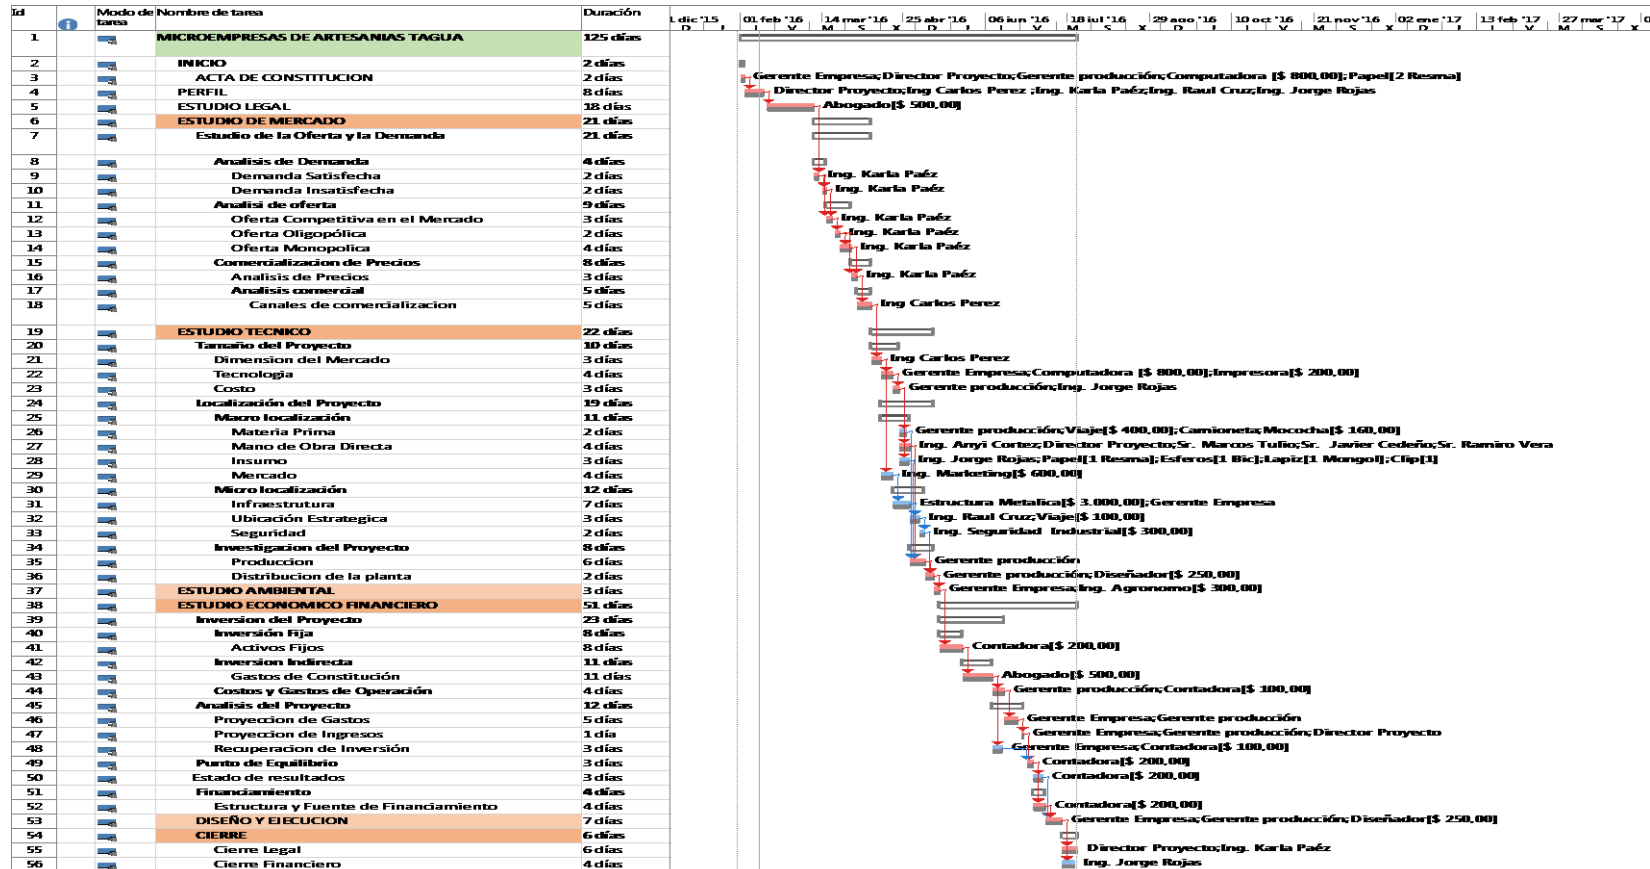 Id Modo de tarea Nombre de tarea Duración
01 feb '16 14 mar '16 25 abr '16 06 jun '16 18 jul '16 29 ago '16 10 oct '16 21 nov '16 02 ene '17 13 feb '17 27 mar '17
1 MICROEMPRESAS DE ARTESANIAS TAGUA 125 días
2 INICIO 2 días
3 ACTA DE CONSTITUCION 2 días Gerente Empresa;Director Proyecto;Gerente producción;Computadora [$ 800,00];Papel[2 Resma]
4 PERFIL 8 días Director Proyecto;Ing Carlos Perez ;Ing. Karla Paéz;Ing. Raul Cruz;Ing. Jorge Rojas
5 ESTUDIO LEGAL 18 días Abogado[$ 500,00]
6 ESTUDIO DE MERCADO 21 días
7 Estudio de la Oferta y la Demanda 21 días
8 Analisis de Demanda 4 días
9 Demanda Satisfecha 2 días Ing. Karla Paéz
10 Demanda Insatisfecha 2 días Ing. Karla Paéz
11 Analisi de oferta 9 días
12 Oferta Competitiva en el Mercado 3 días Ing. Karla Paéz
13 Oferta Oligopólica 2 días Ing. Karla Paéz
14 Oferta Monopolica 4 días Ing. Karla Paéz
15 Comercialización de Precios 8 días
16 Analisis de Precios 3 días Ing. Karla Paéz
17 Analisis comercial 5 días
18 Canales de comercializacion 5 días Ing Carlos Perez
19 ESTUDIO TECNICO 22 días
20 Tamaño del Proyecto 10 días
21 Dimension del Mercado 3 días Ing Carlos Perez
22 Tecnologia 4 días Gerente Empresa;Computadora [$ 800,00];Impresora[$ 200,00]
23 Costo 3 días Gerente producción;Ing. Jorge Rojas
24 Localización del Proyecto 19 días
25 Macro localización 11 días
26 Materia Prima 2 días Gerente producción;Viaje[$ 400,00];Camioneta;Mococha[$ 160,00]
27 Mano de Obra Directa 4 días Ing. Anyi Cortez;Director Proyecto;Sr. Marcos Tulio;Sr. Javier Cedeño;Sr. Ramiro Vera
28 Insumo 3 días Ing. Jorge Rojas;Papel[1 Resma];Esferos[1 Bic];Lapiz[1 Mongol];Clip[1]
29 Mercado 4 días Ing. Marketing[$ 600,00]
30 Micro localización 12 días
31 Infraestrutura 7 días Estructura Metalica[$ 3.000,00];Gerente Empresa
32 Ubicación Estrategica 3 días Ing. Raul Cruz;Viaje[$ 100,00]
33 Seguridad 2 días Ing. Seguridad Industrial[$ 300,00]
34 Investigacion del Proyecto 8 días
35 Produccion 6 días Gerente producción
36 Distribucion de la planta 2 días Gerente producción;Diseñador[$ 250,00]
37 ESTUDIO AMBIENTAL 3 días Gerente Empresa;Ing. Agronomo[$ 300,00]
38 ESTUDIO ECONOMICO FINANCIERO 51 días
39 Inversion del Proyecto 23 días
40 Inversión Fija 8 días
41 Activos Fijos 8 días Contadora[$ 200,00]
42 Inversion Indirecta 11 días
43 Gastos de Constitución 11 días Abogado[$ 500,00]
44 Costos y Gastos de Operación 4 días Gerente producción;Contadora[$ 100,00]
45 Analisis del Proyecto 12 días
46 Proyeccion de Gastos 5 días Gerente Empresa;Gerente producción
47 Proyeccion de Ingresos 1 día Gerente Empresa;Gerente producción;Director Proyecto
48 Recuperacion de Inversión 3 días Gerente Empresa;Contadora[$ 100,00]
49 Punto de Equilibrio 3 días Contadora[$ 200,00]
50 Estado de resultados 3 días Contadora[$ 200,00]
51 Financiamiento 4 días
52 Estructura y Fuente de Financiamiento 4 días Contadora[$ 200,00]
53 DISEÑO Y EJECUCION 7 días Gerente Empresa;Gerente producción;Diseñador[$ 250,00]
54 CIERRE 6 días
55 Cierre Legal 6 días Director Proyecto;Ing. Karla Paéz
56 Cierre Financiero 4 días Ing. Jorge Rojas